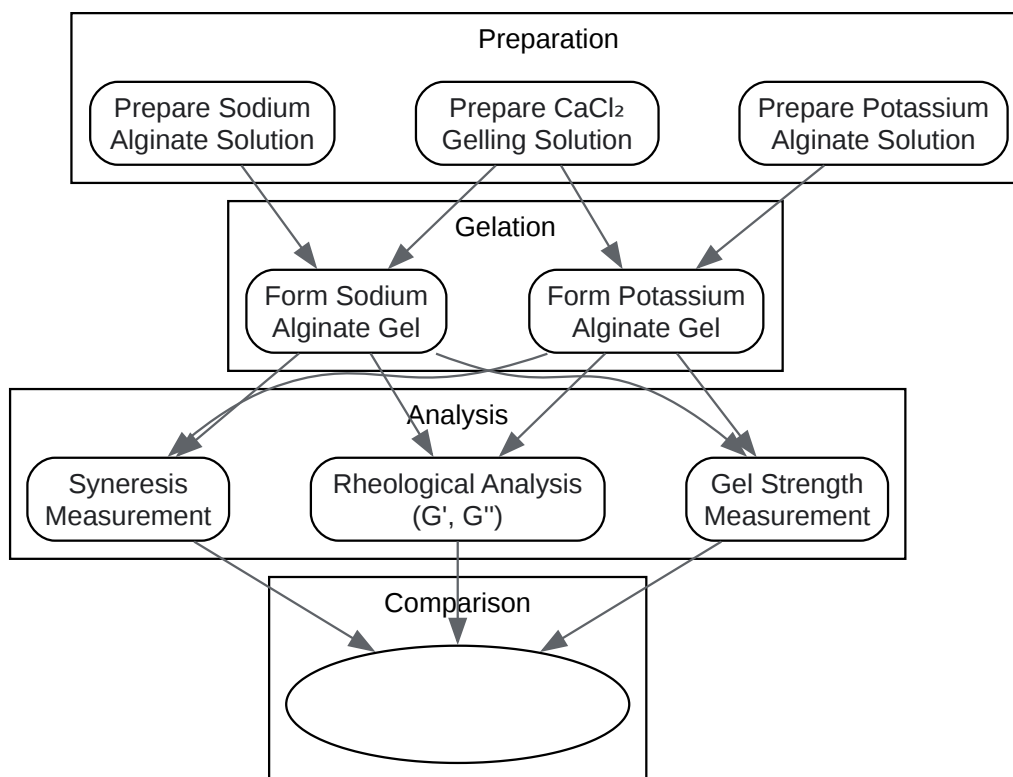 Preparation
Prepare Sodium
Alginate Solution
Prepare CaCl₂
Gelling Solution
Prepare Potassium
Alginate Solution
Gelation
Form Sodium
Alginate Gel
Form Potassium
Alginate Gel
Analysis
Syneresis
Measurement
Rheological Analysis
(G', G'')
Gel Strength
Measurement
Comparison